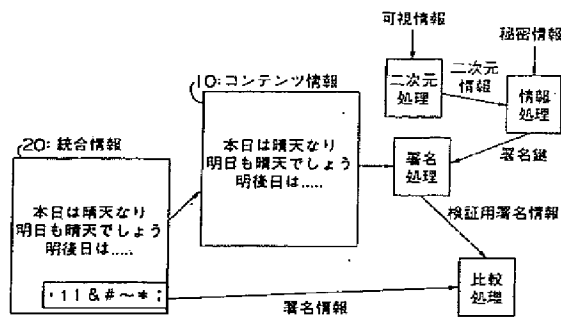 可視情報
秘密情報
10:コンテンツ情報
二次元処理
二次元情報
情報処理
20:統合情報
本日は晴天なり
明日も晴天でしょう
明後日は.....
署名処理
署名鍵
本日は晴天なり
明日も晴天でしょう
明後日は.....
検証用署名情報
・11&#~*;
署名情報
比較処理